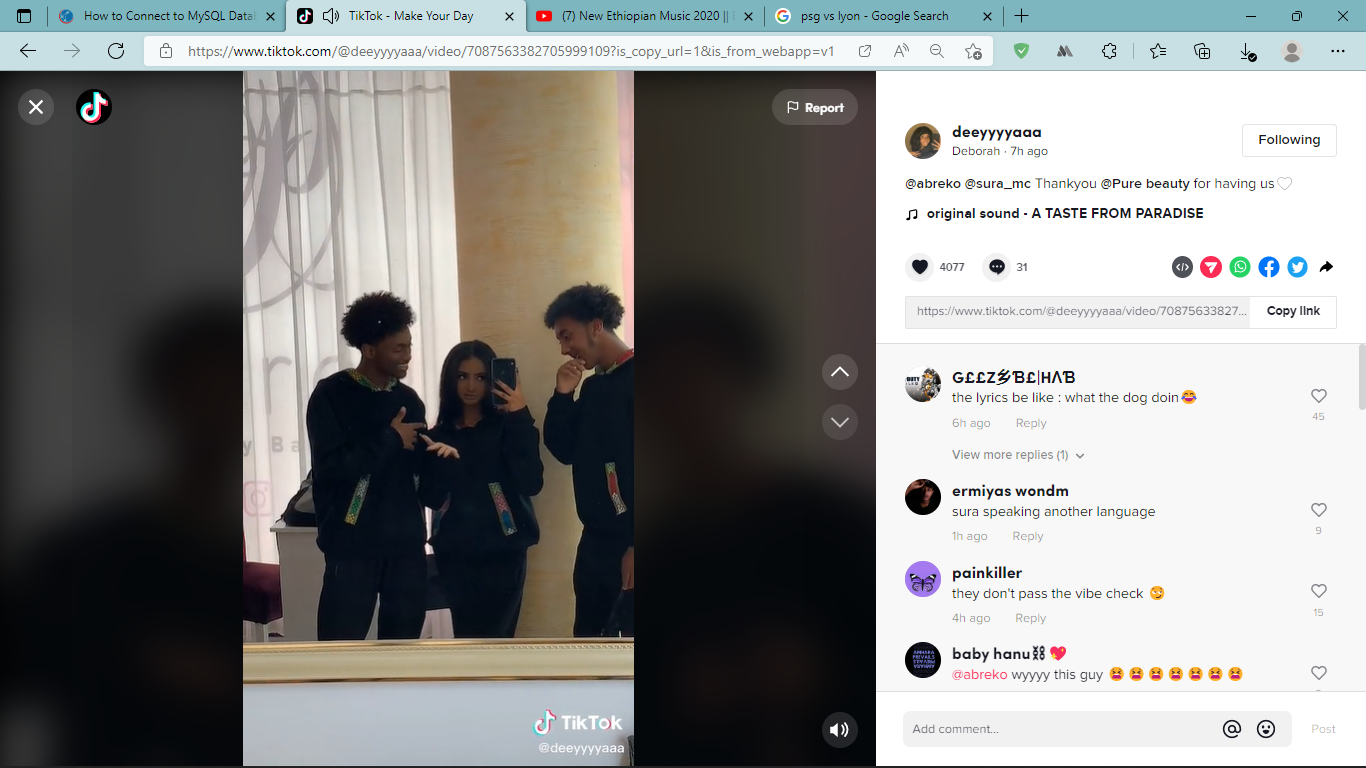 How to Connect to MySQL Datab
TikTok - Make Your Day
(7) New Ethiopian Music 2020 ||
psg vs lyon - Google Search
https://www.tiktok.com/@deeyyyyaaa/video/7087563382705999109?is_copy_url=1&is_from_webapp=v1
Report
deeyyyyaaa
Deborah · 7h ago
Following
@abreko @sura_mc Thankyou @Pure beauty for having us🤍
original sound - A TASTE FROM PARADISE
4077
31
https://www.tiktok.com/@deeyyyyaaa/video/70875633827...
Copy link
G££Z彡Ɓ£|HΛƁ
the lyrics be like : what the dog doin😂
45
6h ago Reply
View more replies (1)
ermiyas wondm
sura speaking another language
9
1h ago Reply
painkiller
they don't pass the vibe check 🙄
15
4h ago Reply
baby hanu⛓💖
@abreko wyyyy this guy 😫😫😫😫😫😫😫
TikTok
@deeyyyyaaa
Add comment...
Post